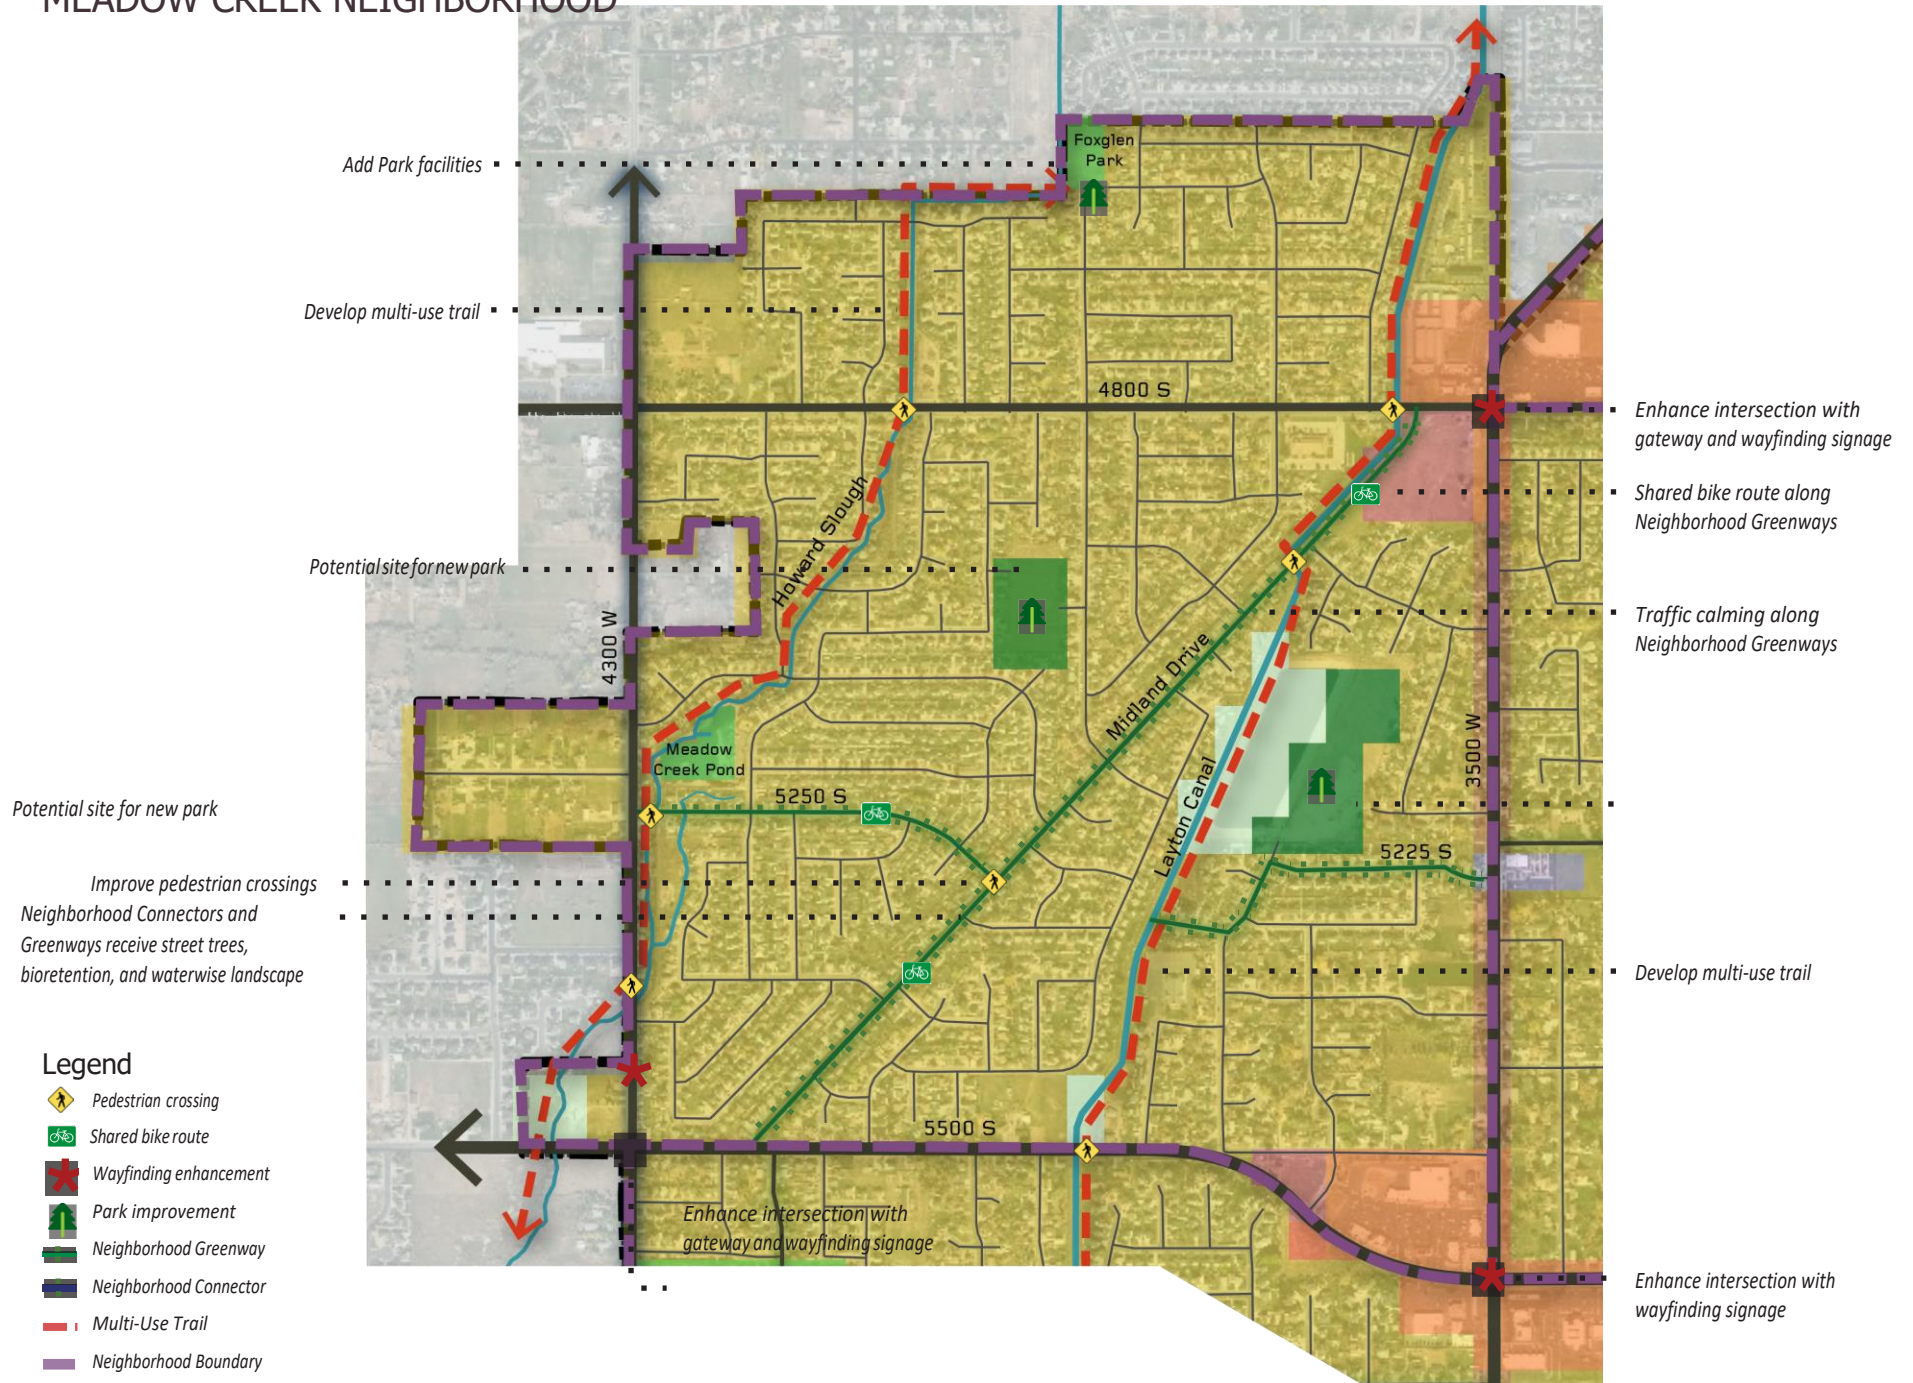 MEADOW CREEK NEIGHBORHOOD
Foxglen
Park
Add Park facilities
Develop multi-use trail
4800 S
Enhance intersection with
gateway and wayfinding signage
Shared bike route along
Neighborhood Greenways
Howard Slough
Potential site for new park
4300 W
Traffic calming along
Neighborhood Greenways
Midland Drive
3500 W
Meadow
Creek Pond
5250 S
Layton Canal
Potential site for new park
5225 S
Improve pedestrian crossings
Neighborhood Connectors and
Greenways receive street trees,
bioretention, and waterwise landscape
Develop multi-use trail
5500 S
Enhance intersection with
gateway and wayfinding signage
Enhance intersection with
wayfinding signage
Legend
Pedestrian crossing
Shared bike route
Wayfinding enhancement
Park improvement
Neighborhood Greenway
Neighborhood Connector
Multi-Use Trail
Neighborhood Boundary